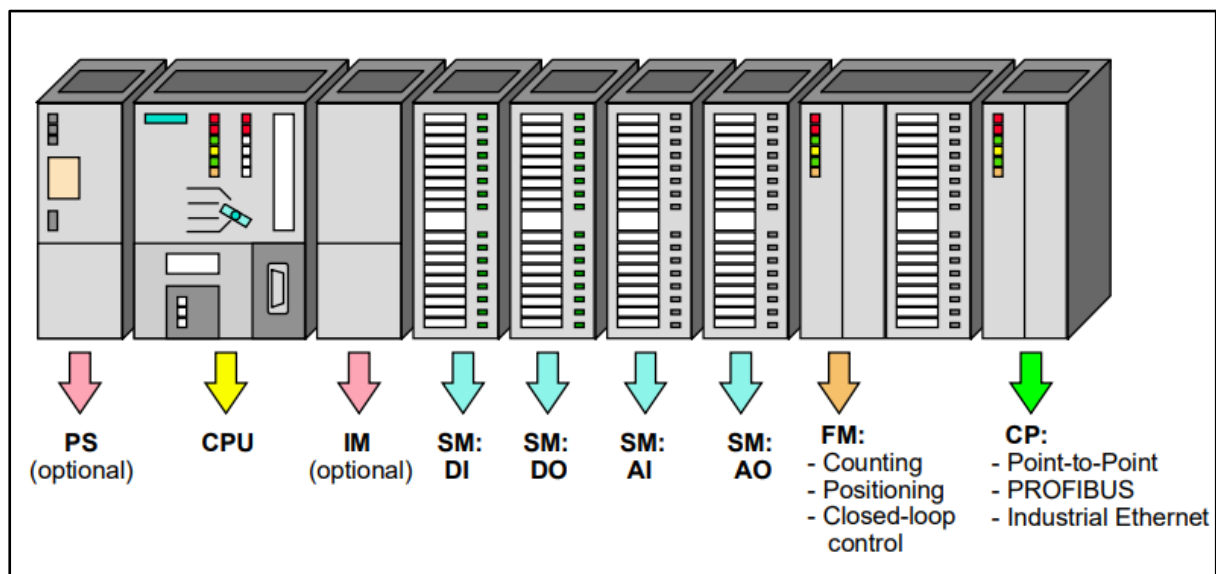 PS
(optional)
CPU
IM
(optional)
SM:
DI
SM:
DO
SM:
AI
SM:
AO
FM:
- Counting
- Positioning
- Closed-loop
control
CP:
- Point-to-Point
- PROFIBUS
- Industrial Ethernet